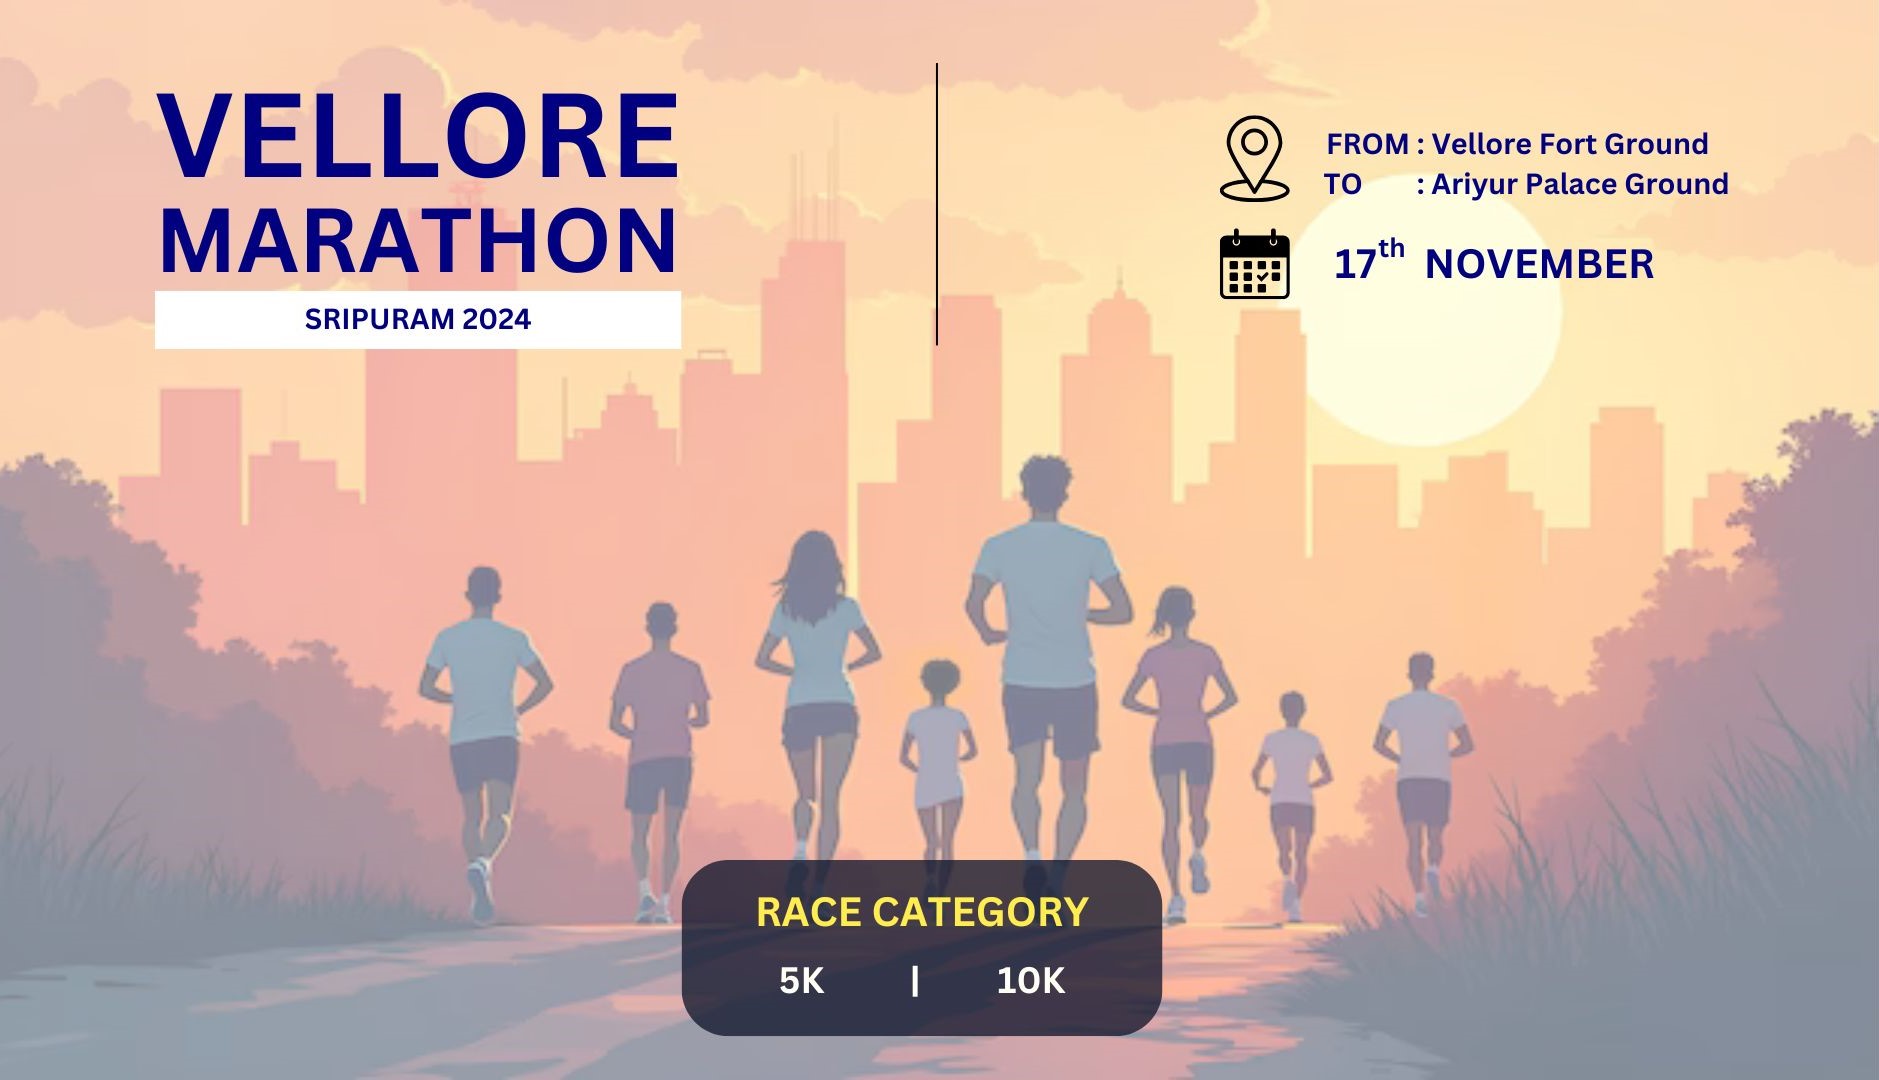 VELLORE
MARATHON
SRIPURAM 2024
FROM : Vellore Fort Ground
TO : Ariyur Palace Ground
17th NOVEMBER
RACE CATEGORY
5K | 10K